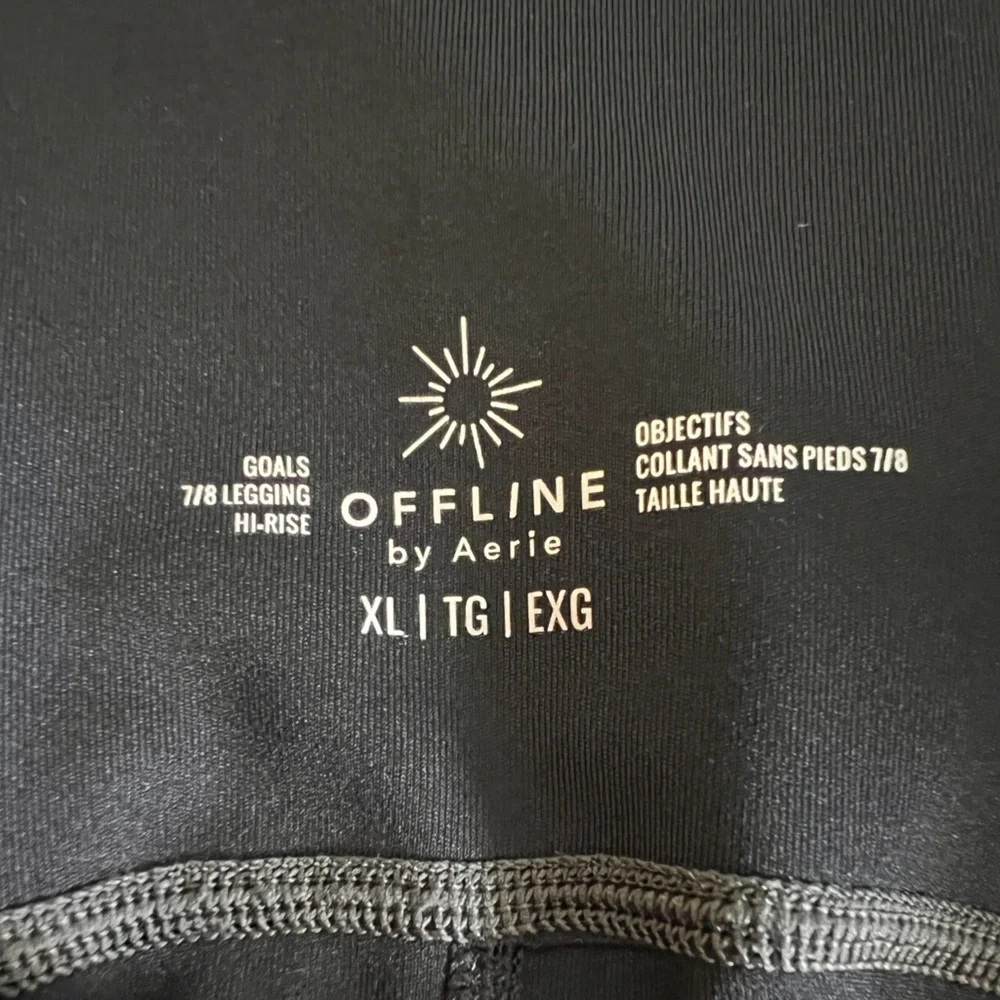 GOALS
7/8 LEGGING
HI-RISE
OFFLINE
by Aerie
XL | TG | EXG
OBJECTIFS
COLLANT SANS PIEDS 7/8
TAILLE HAUTE